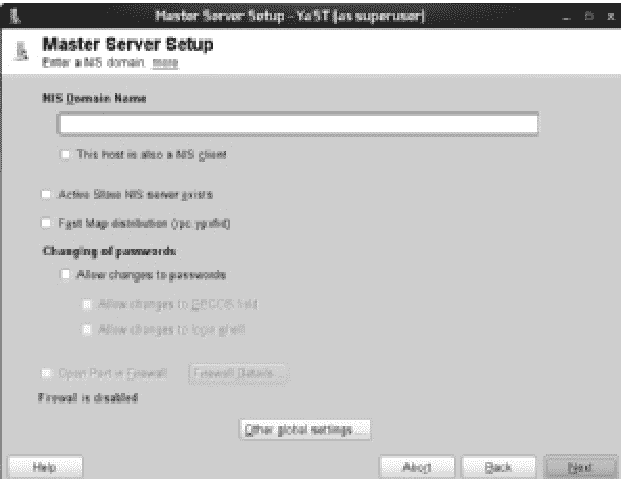 Master Server Setup - YaST (as superuser)
Master Server Setup
Enter a NIS domain. more
NIS Domain Name
This host is also a NIS client
Active Slave NIS server exists
Fast Map distribution (rpc.ypxfrd)
Changing of passwords
Allow changes to passwords
Allow changes to GECOS field
Allow changes to login shell
Open Port in Firewall
Firewall Details ...
Firewall is disabled
Other global settings ...
Help
Abort
Back
Next